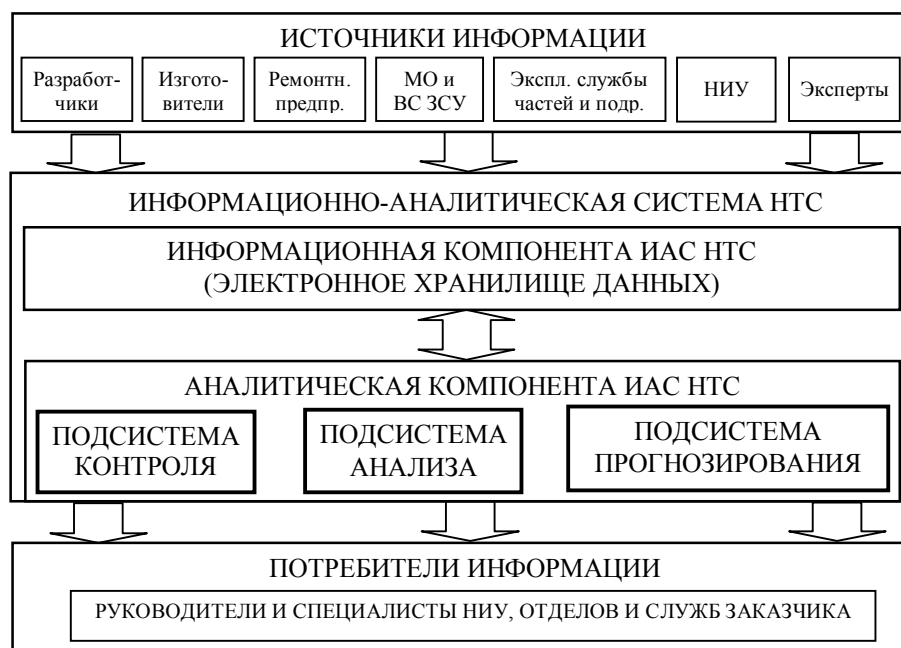 ИСТОЧНИКИ ИНФОРМАЦИИ
Разработ-
чики
Изгото-
вители
Ремонтн.
предпр.
МО и
ВС ЗСУ
Экспл. службы
частей и подр.
НИУ
Эксперты
ИНФОРМАЦИОННО-АНАЛИТИЧЕСКАЯ СИСТЕМА НТС
ИНФОРМАЦИОННАЯ КОМПОНЕНТА ИАС НТС
(ЭЛЕКТРОННОЕ ХРАНИЛИЩЕ ДАННЫХ)
АНАЛИТИЧЕСКАЯ КОМПОНЕНТА ИАС НТС
ПОДСИСТЕМА
КОНТРОЛЯ
ПОДСИСТЕМА
АНАЛИЗА
ПОДСИСТЕМА
ПРОГНОЗИРОВАНИЯ
ПОТРЕБИТЕЛИ ИНФОРМАЦИИ
РУКОВОДИТЕЛИ И СПЕЦИАЛИСТЫ НИУ, ОТДЕЛОВ И СЛУЖБ ЗАКАЗЧИКА